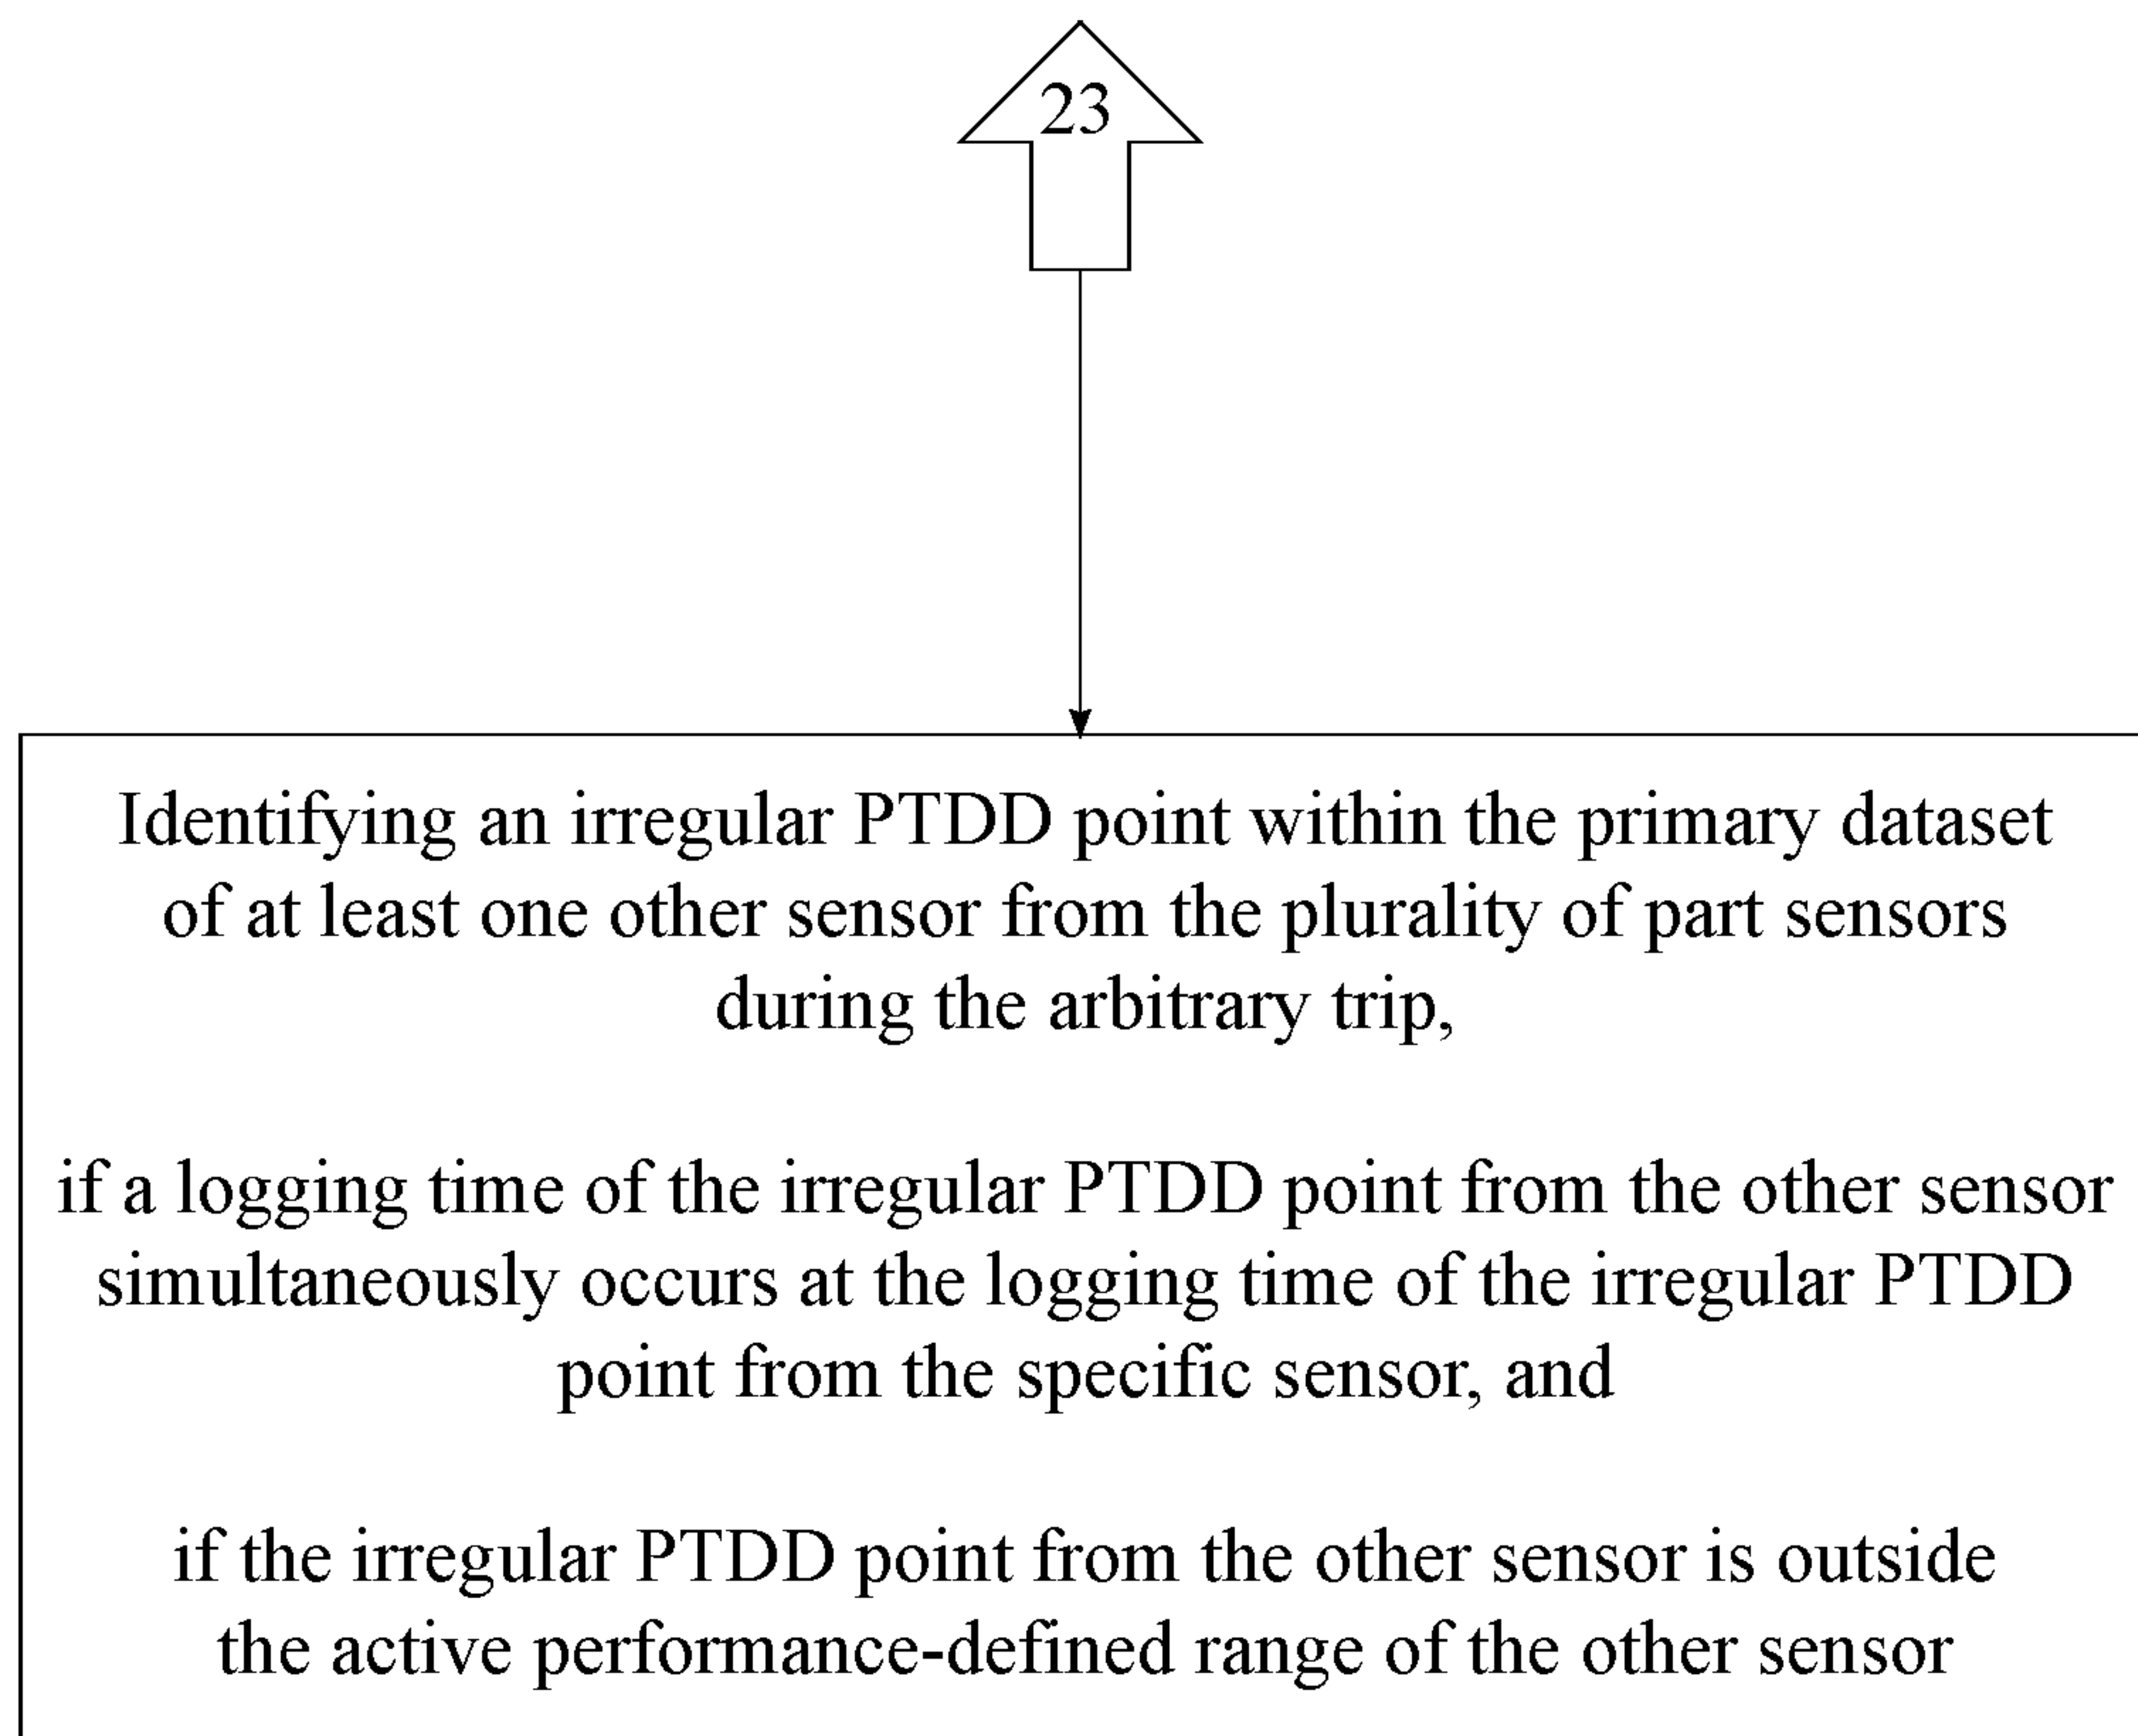 23
Identifying an irregular PTDD point within the primary dataset
of at least one other sensor from the plurality of part sensors
during the arbitrary trip,
if a logging time of the irregular PTDD point from the other sensor
simultaneously occurs at the logging time of the irregular PTDD
point from the specific sensor, and
if the irregular PTDD point from the other sensor is outside
the active performance-defined range of the other sensor